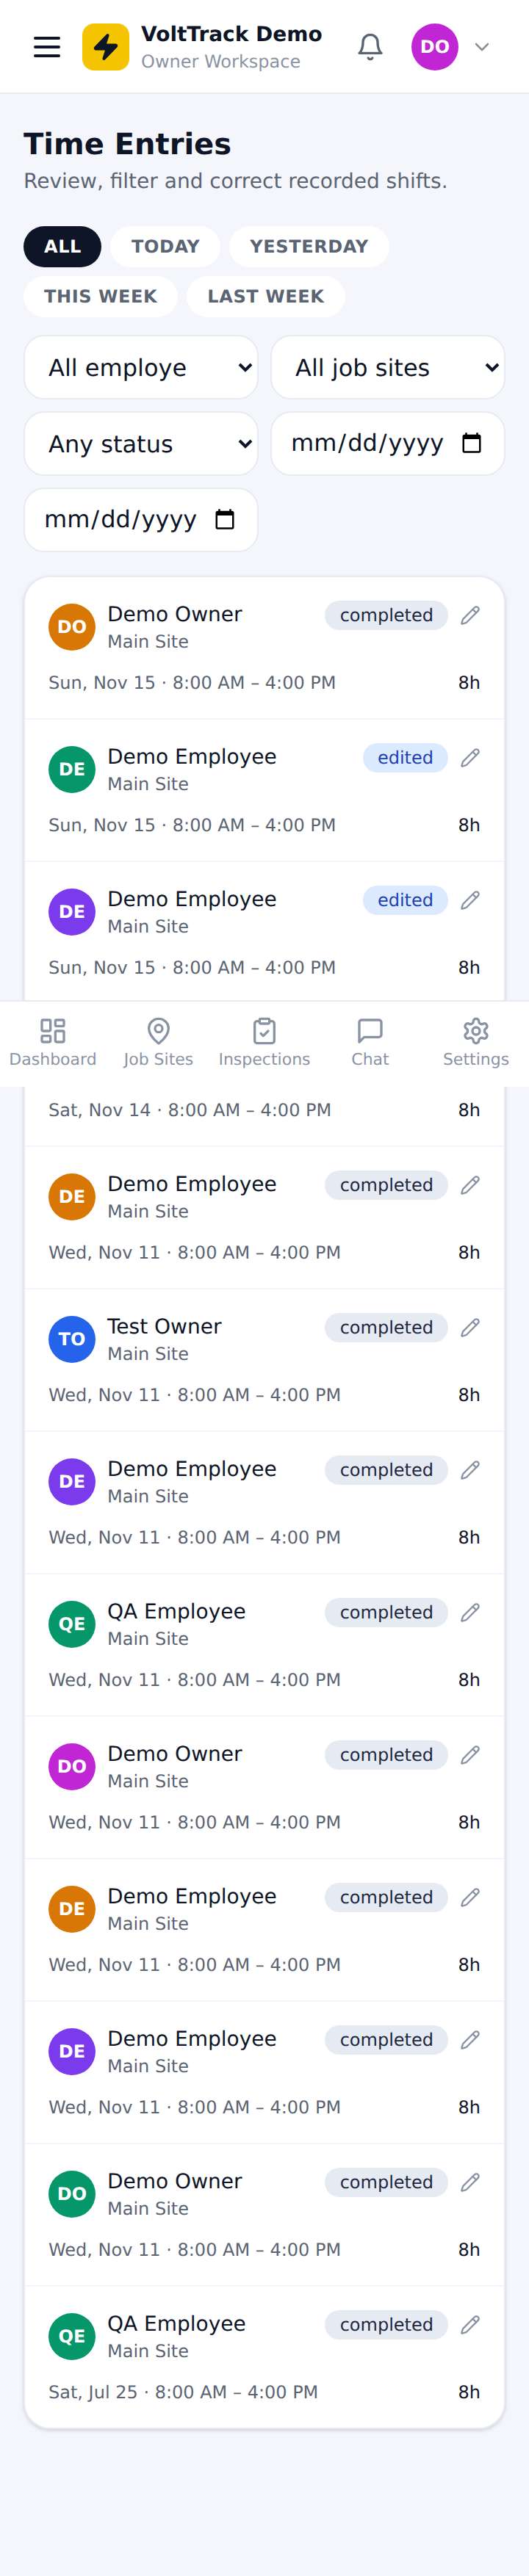 VoltTrack Demo
Owner Workspace
DO
Time Entries
Review, filter and correct recorded shifts.
ALL
TODAY
YESTERDAY
THIS WEEK
LAST WEEK
All employe
All job sites
Any status
mm/dd/yyyy
mm/dd/yyyy
DO
Demo Owner
completed
Main Site
Sun, Nov 15 · 8:00 AM – 4:00 PM
8h
DE
Demo Employee
edited
Main Site
Sun, Nov 15 · 8:00 AM – 4:00 PM
8h
DE
Demo Employee
edited
Main Site
Sun, Nov 15 · 8:00 AM – 4:00 PM
8h
Dashboard
Job Sites
Inspections
Chat
Settings
Sat, Nov 14 · 8:00 AM – 4:00 PM
8h
DE
Demo Employee
completed
Main Site
Wed, Nov 11 · 8:00 AM – 4:00 PM
8h
TO
Test Owner
completed
Main Site
Wed, Nov 11 · 8:00 AM – 4:00 PM
8h
DE
Demo Employee
completed
Main Site
Wed, Nov 11 · 8:00 AM – 4:00 PM
8h
QE
QA Employee
completed
Main Site
Wed, Nov 11 · 8:00 AM – 4:00 PM
8h
DO
Demo Owner
completed
Main Site
Wed, Nov 11 · 8:00 AM – 4:00 PM
8h
DE
Demo Employee
completed
Main Site
Wed, Nov 11 · 8:00 AM – 4:00 PM
8h
DE
Demo Employee
completed
Main Site
Wed, Nov 11 · 8:00 AM – 4:00 PM
8h
DO
Demo Owner
completed
Main Site
Wed, Nov 11 · 8:00 AM – 4:00 PM
8h
QE
QA Employee
completed
Main Site
Sat, Jul 25 · 8:00 AM – 4:00 PM
8h